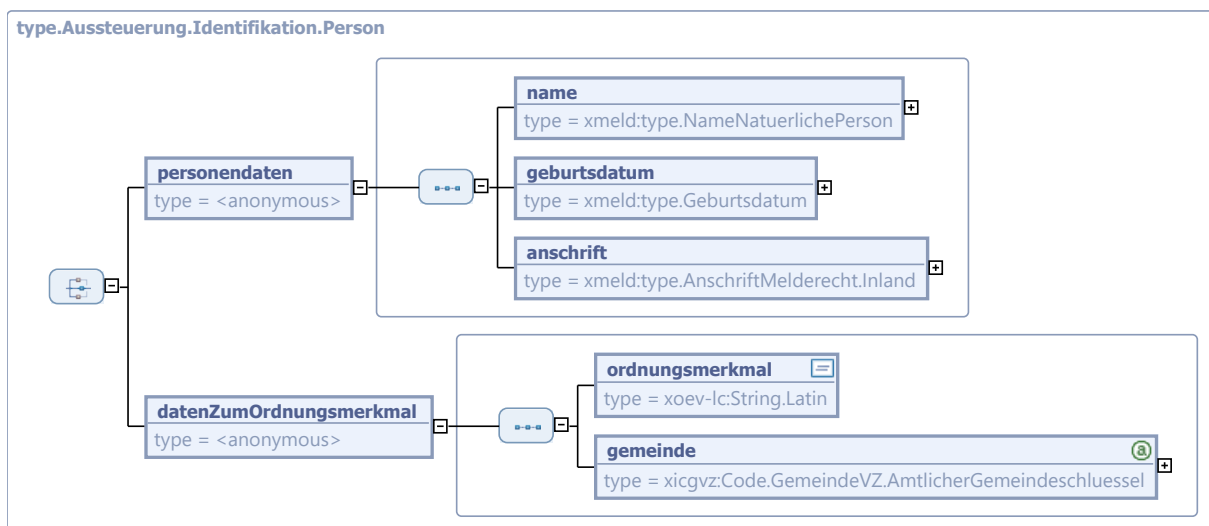 type.Aussteuerung.Identifikation.Person
name
type = xmeld:type.NameNatuerlichePerson
personendaten
type = <anonymous>
geburtsdatum
type = xmeld:type.Geburtsdatum
anschrift
type = xmeld:type.AnschriftMelderecht.Inland
datenZumOrdnungsmerkmal
type = <anonymous>
ordnungsmerkmal
type = xoev-lc:String.Latin
gemeinde
a
type = xicgvz:Code.GemeindeVZ.AmtlicherGemeindeschluessel